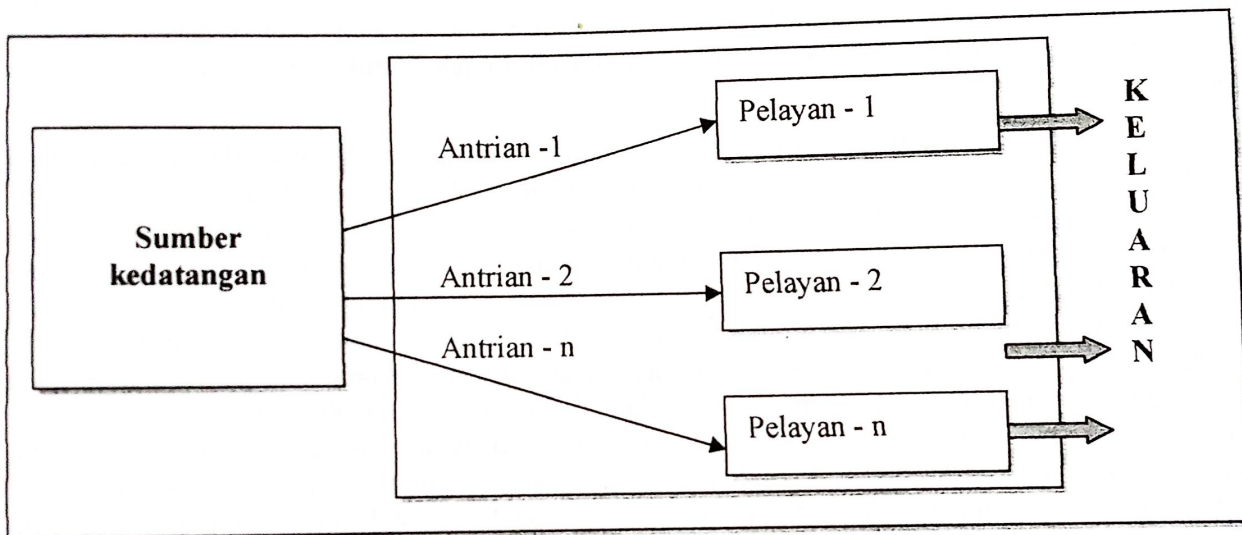 Sumber
kedatangan
Antrian -1
Antrian - 2
Antrian - n
Pelayan - 1
Pelayan - 2
Pelayan - n
K
E
L
U
A
R
A
N